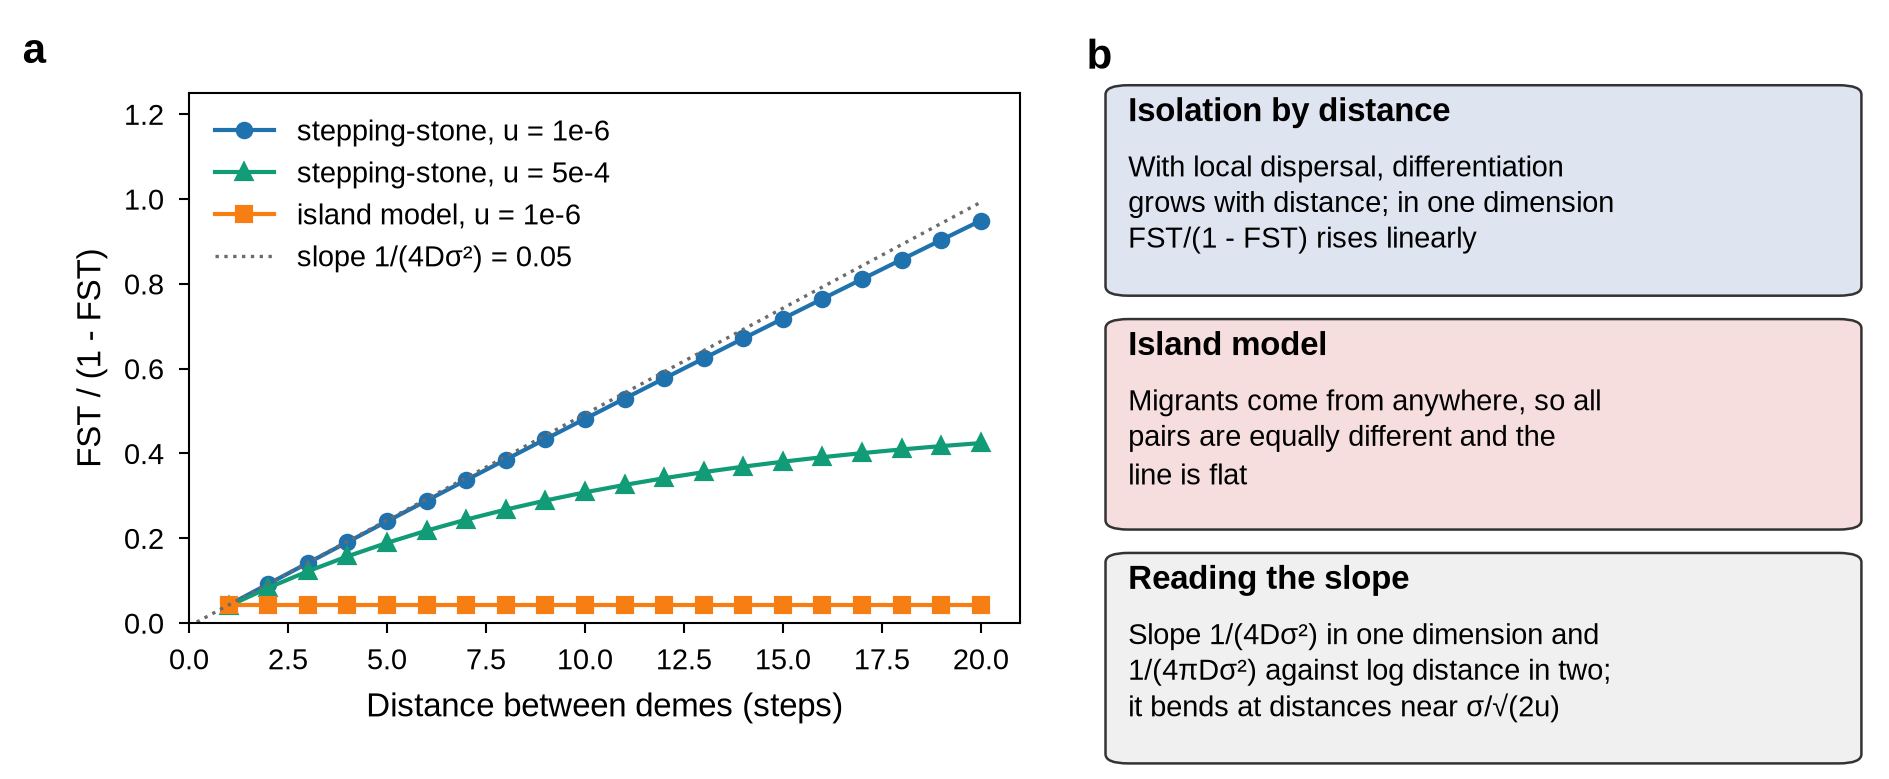 a
1.2
1.0
0.8
0.6
0.4
0.2
0.0
FST / (1 - FST)
stepping-stone, u = 1e-6
stepping-stone, u = 5e-4
island model, u = 1e-6
slope 1/(4Dσ²) = 0.05
0.0 2.5 5.0 7.5 10.0 12.5 15.0 17.5 20.0
Distance between demes (steps)
b
Isolation by distance
With local dispersal, differentiation
grows with distance; in one dimension
FST/(1 - FST) rises linearly
Island model
Migrants come from anywhere, so all
pairs are equally different and the
line is flat
Reading the slope
Slope 1/(4Dσ²) in one dimension and
1/(4πDσ²) against log distance in two;
it bends at distances near σ/√(2u)